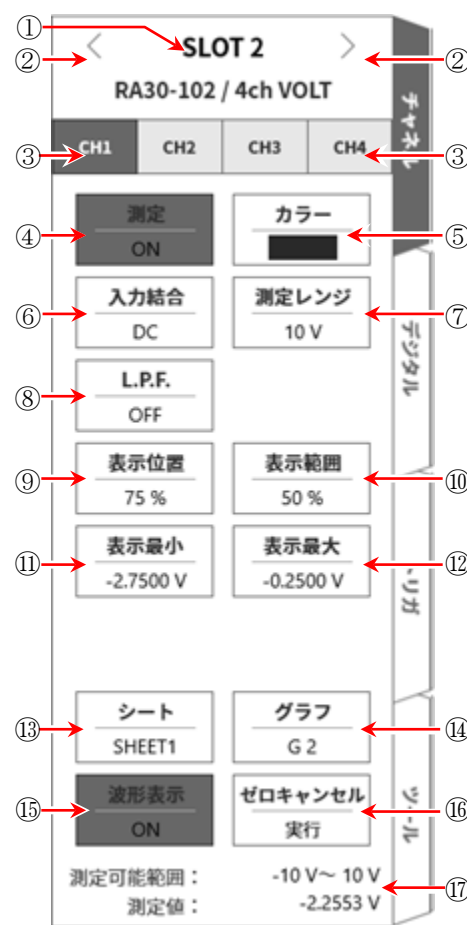 ①
② < SLOT 2 > ②
RA30-102 / 4ch VOLT
③ CH1 CH2 CH3 CH4 ③
チャネル
測定 カラー
④ ON ⑤
入力結合 測定レンジ
⑥ DC 10 V ⑦
デジタル
L.P.F.
⑧ OFF
表示位置 表示範囲
⑨ 75 % 50 % ⑩
表示最小 表示最大
⑪ -2.7500 V -0.2500 V ⑫
リガ
シート グラフ
⑬ SHEET1 G 2 ⑭
波形表示 ゼロキャンセル
⑮ ON 実行 ⑯
ツール
測定可能範囲： -10 V～ 10 V
測定値： -2.2553 V ⑰